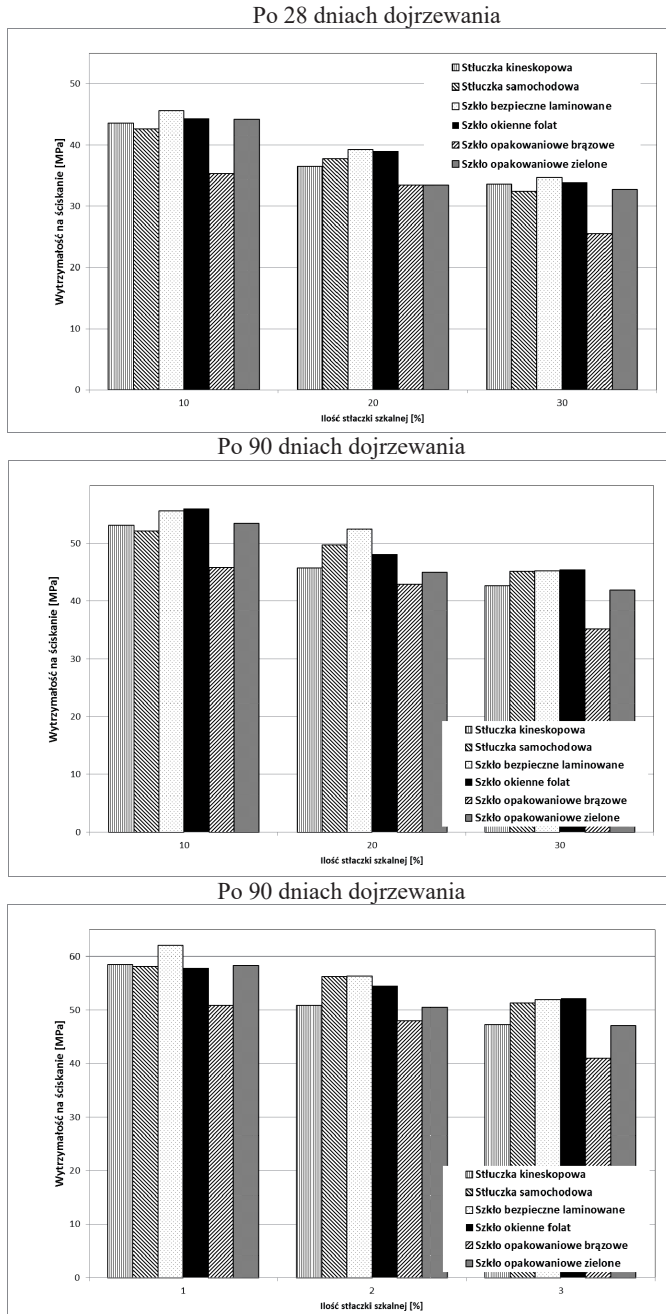 Po 28 dniach dojrzewania
Wytrzymałość na ściskanie [MPa]
50
40
30
20
10
0
Stłuczka kineskopowa
Stłuczka samochodowa
Szkło bezpieczne laminowane
Szkło okienne folat
Szkło opakowaniowe brązowe
Szkło opakowaniowe zielone
10 20 30
Ilość stłaczki szkalnej [%]
Po 90 dniach dojrzewania
Wytrzymałość na ściskanie [MPa]
50
40
30
20
10
0
Stłuczka kineskopowa
Stłuczka samochodowa
Szkło bezpieczne laminowane
Szkło okienne folat
Szkło opakowaniowe brązowe
Szkło opakowaniowe zielone
10 20 30
Ilość stłaczki szkalnej [%]
Po 90 dniach dojrzewania
Wytrzymałość na ściskanie [MPa]
60
50
40
30
20
10
0
Stłuczka kineskopowa
Stłuczka samochodowa
Szkło bezpieczne laminowane
Szkło okienne folat
Szkło opakowaniowe brązowe
Szkło opakowaniowe zielone
1 2 3
Ilość stłaczki szkalnej [%]